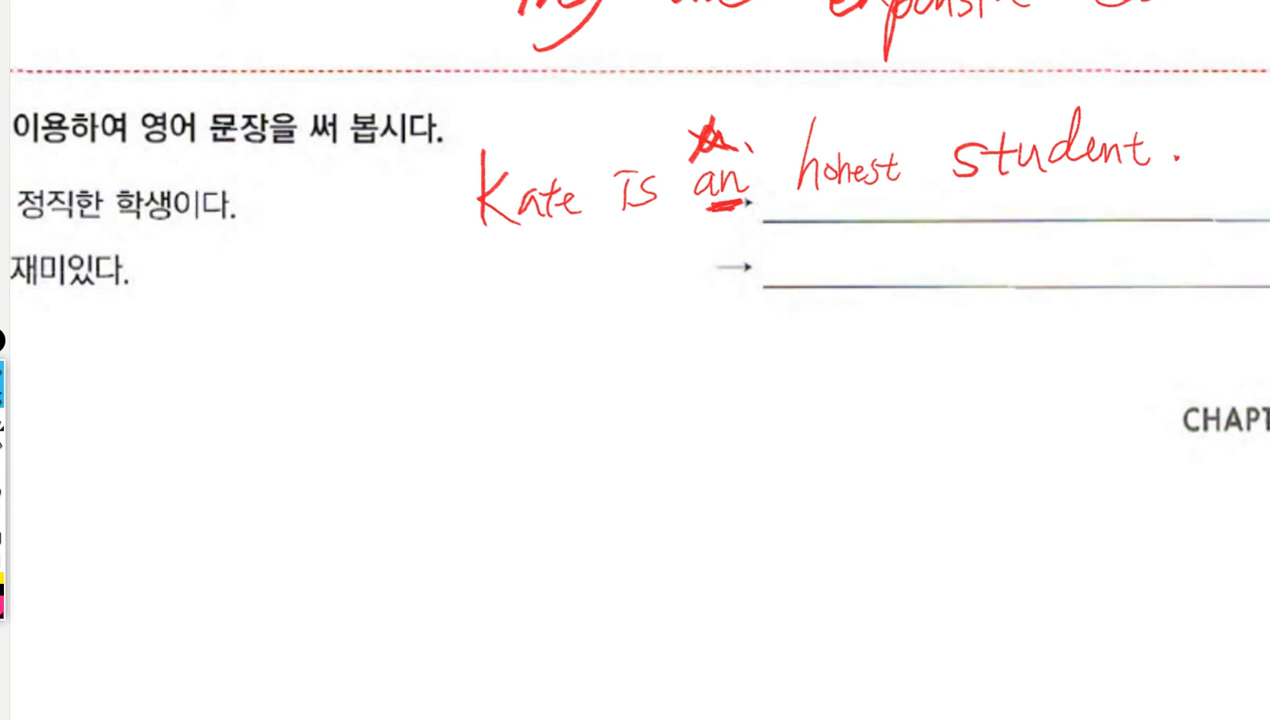 이용하여 영어 문장을 써 봅시다.
정직한 학생이다.
Kate is an honest student.
재미있다.
→
CHAPT